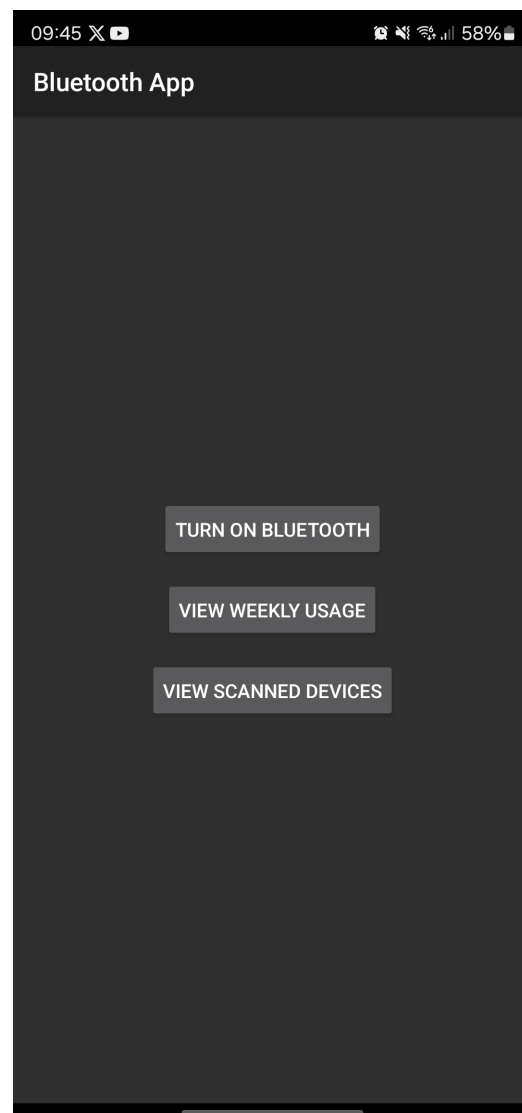 09:45 X 58%
Bluetooth App
TURN ON BLUETOOTH
VIEW WEEKLY USAGE
VIEW SCANNED DEVICES